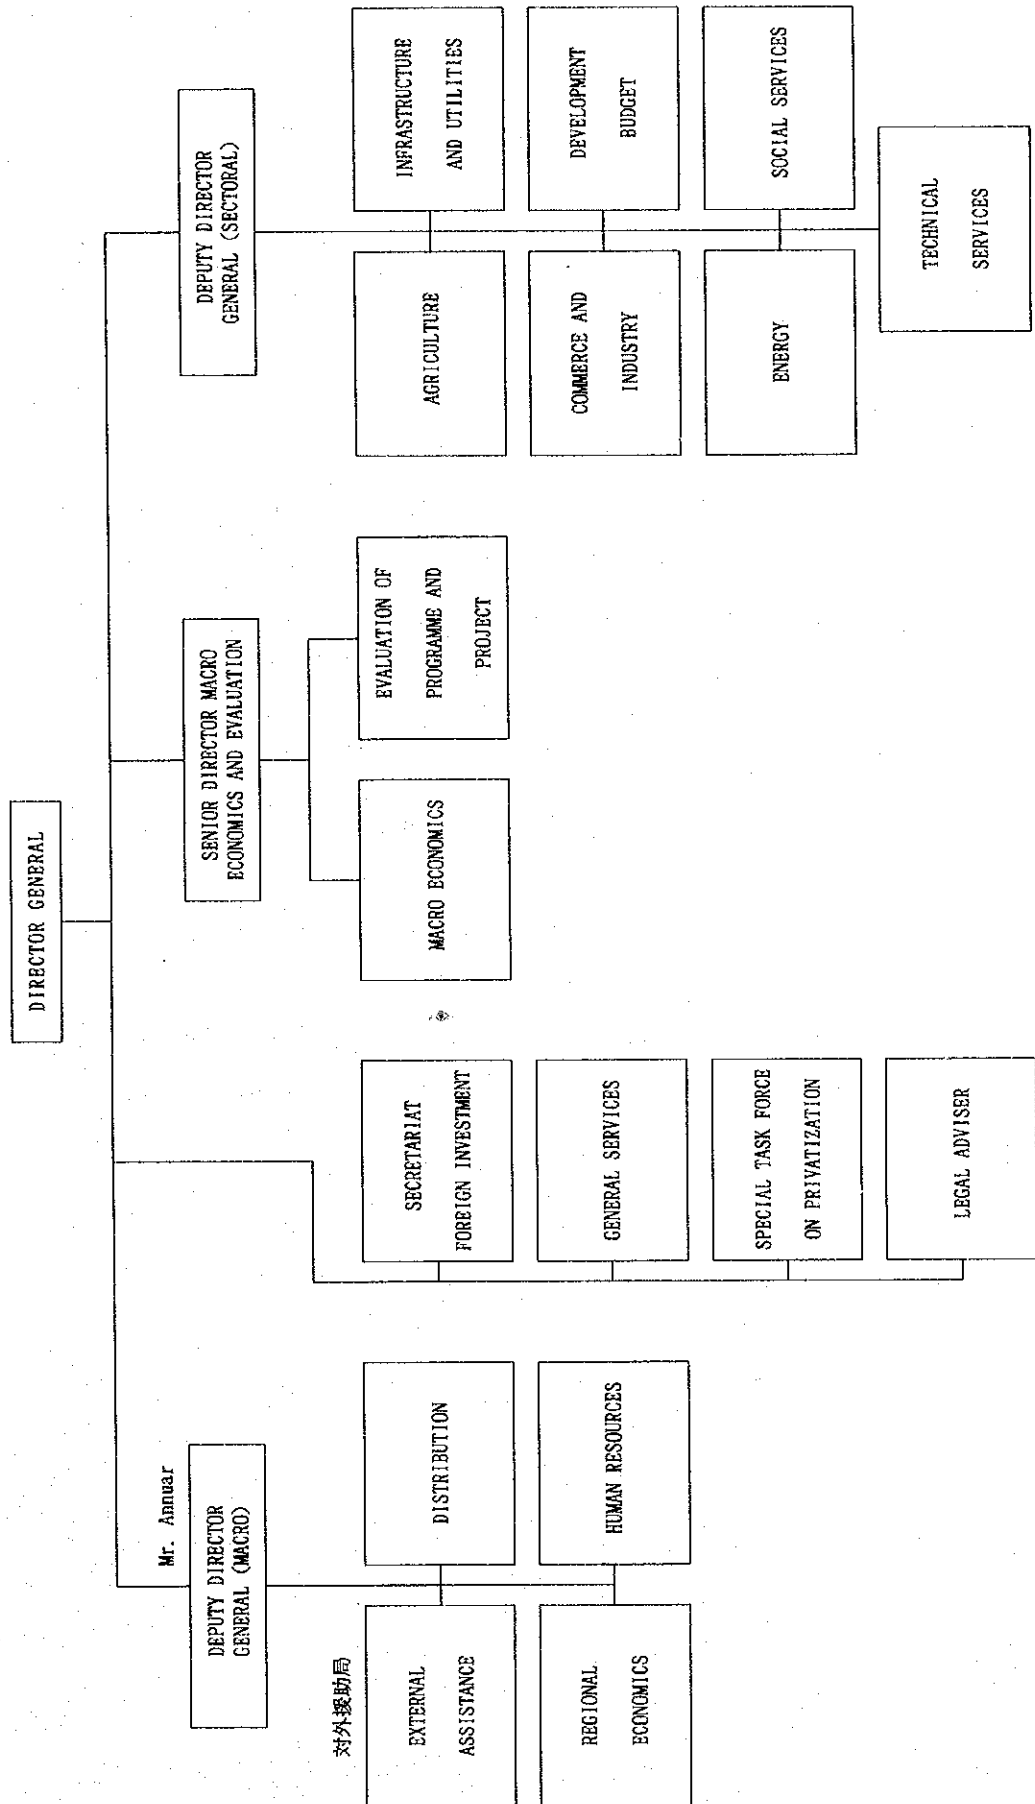 DIRECTOR GENERAL
Mr. Annuar
DEPUTY DIRECTOR
GENERAL (MACRO)
对外援助局
EXTERNAL
ASSISTANCE
DISTRIBUTION
REGIONAL
ECONOMICS
HUMAN RESOURCES
SECRETARIAT
FOREIGN INVESTMENT
GENERAL SERVICES
SPECIAL TASK FORCE
ON PRIVATIZATION
LEGAL ADVISER
SENIOR DIRECTOR MACRO
ECONOMICS AND EVALUATION
MACRO ECONOMICS
EVALUATION OF
PROGRAMME AND
PROJECT
DEPUTY DIRECTOR
GENERAL (SECTORAL)
AGRICULTURE
INFRASTRUCTURE
AND UTILITIES
COMMERCE AND
INDUSTRY
DEVELOPMENT
BUDGET
ENERGY
SOCIAL SERVICES
TECHNICAL
SERVICES